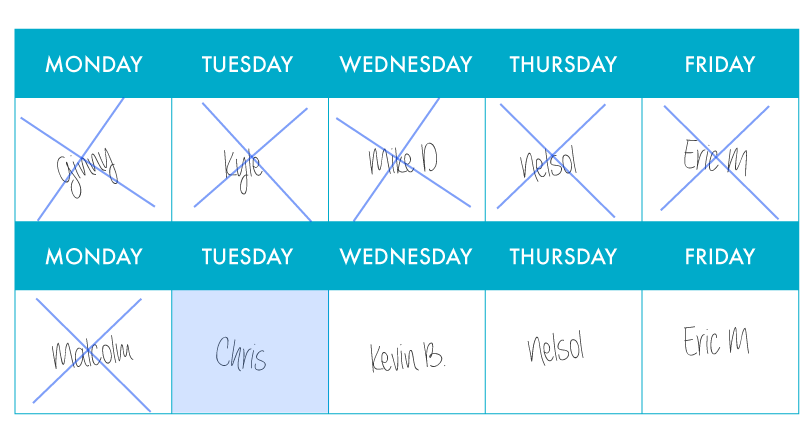 MONDAY TUESDAY WEDNESDAY THURSDAY FRIDAY
Ginny Kyle Mike D Nelsol Eric M
MONDAY TUESDAY WEDNESDAY THURSDAY FRIDAY
Malcolm Chris Kevin B. Nelsol Eric M